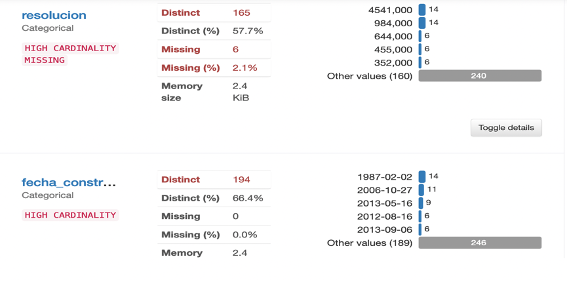 resolucion
Categorical
HIGH CARDINALITY
MISSING
Distinct 165
Distinct (%) 57.7%
Missing 6
Missing (%) 2.1%
Memory size 2.4 KiB
4541,000 14
984,000 14
644,000 6
455,000 6
352,000 6
Other values (160) 240
Toggle details
fecha_constr...
Categorical
HIGH CARDINALITY
Distinct 194
Distinct (%) 66.4%
Missing 0
Missing (%) 0.0%
Memory 2.4
1987-02-02 14
2006-10-27 11
2013-05-16 9
2012-08-16 6
2013-09-06 6
Other values (189) 246